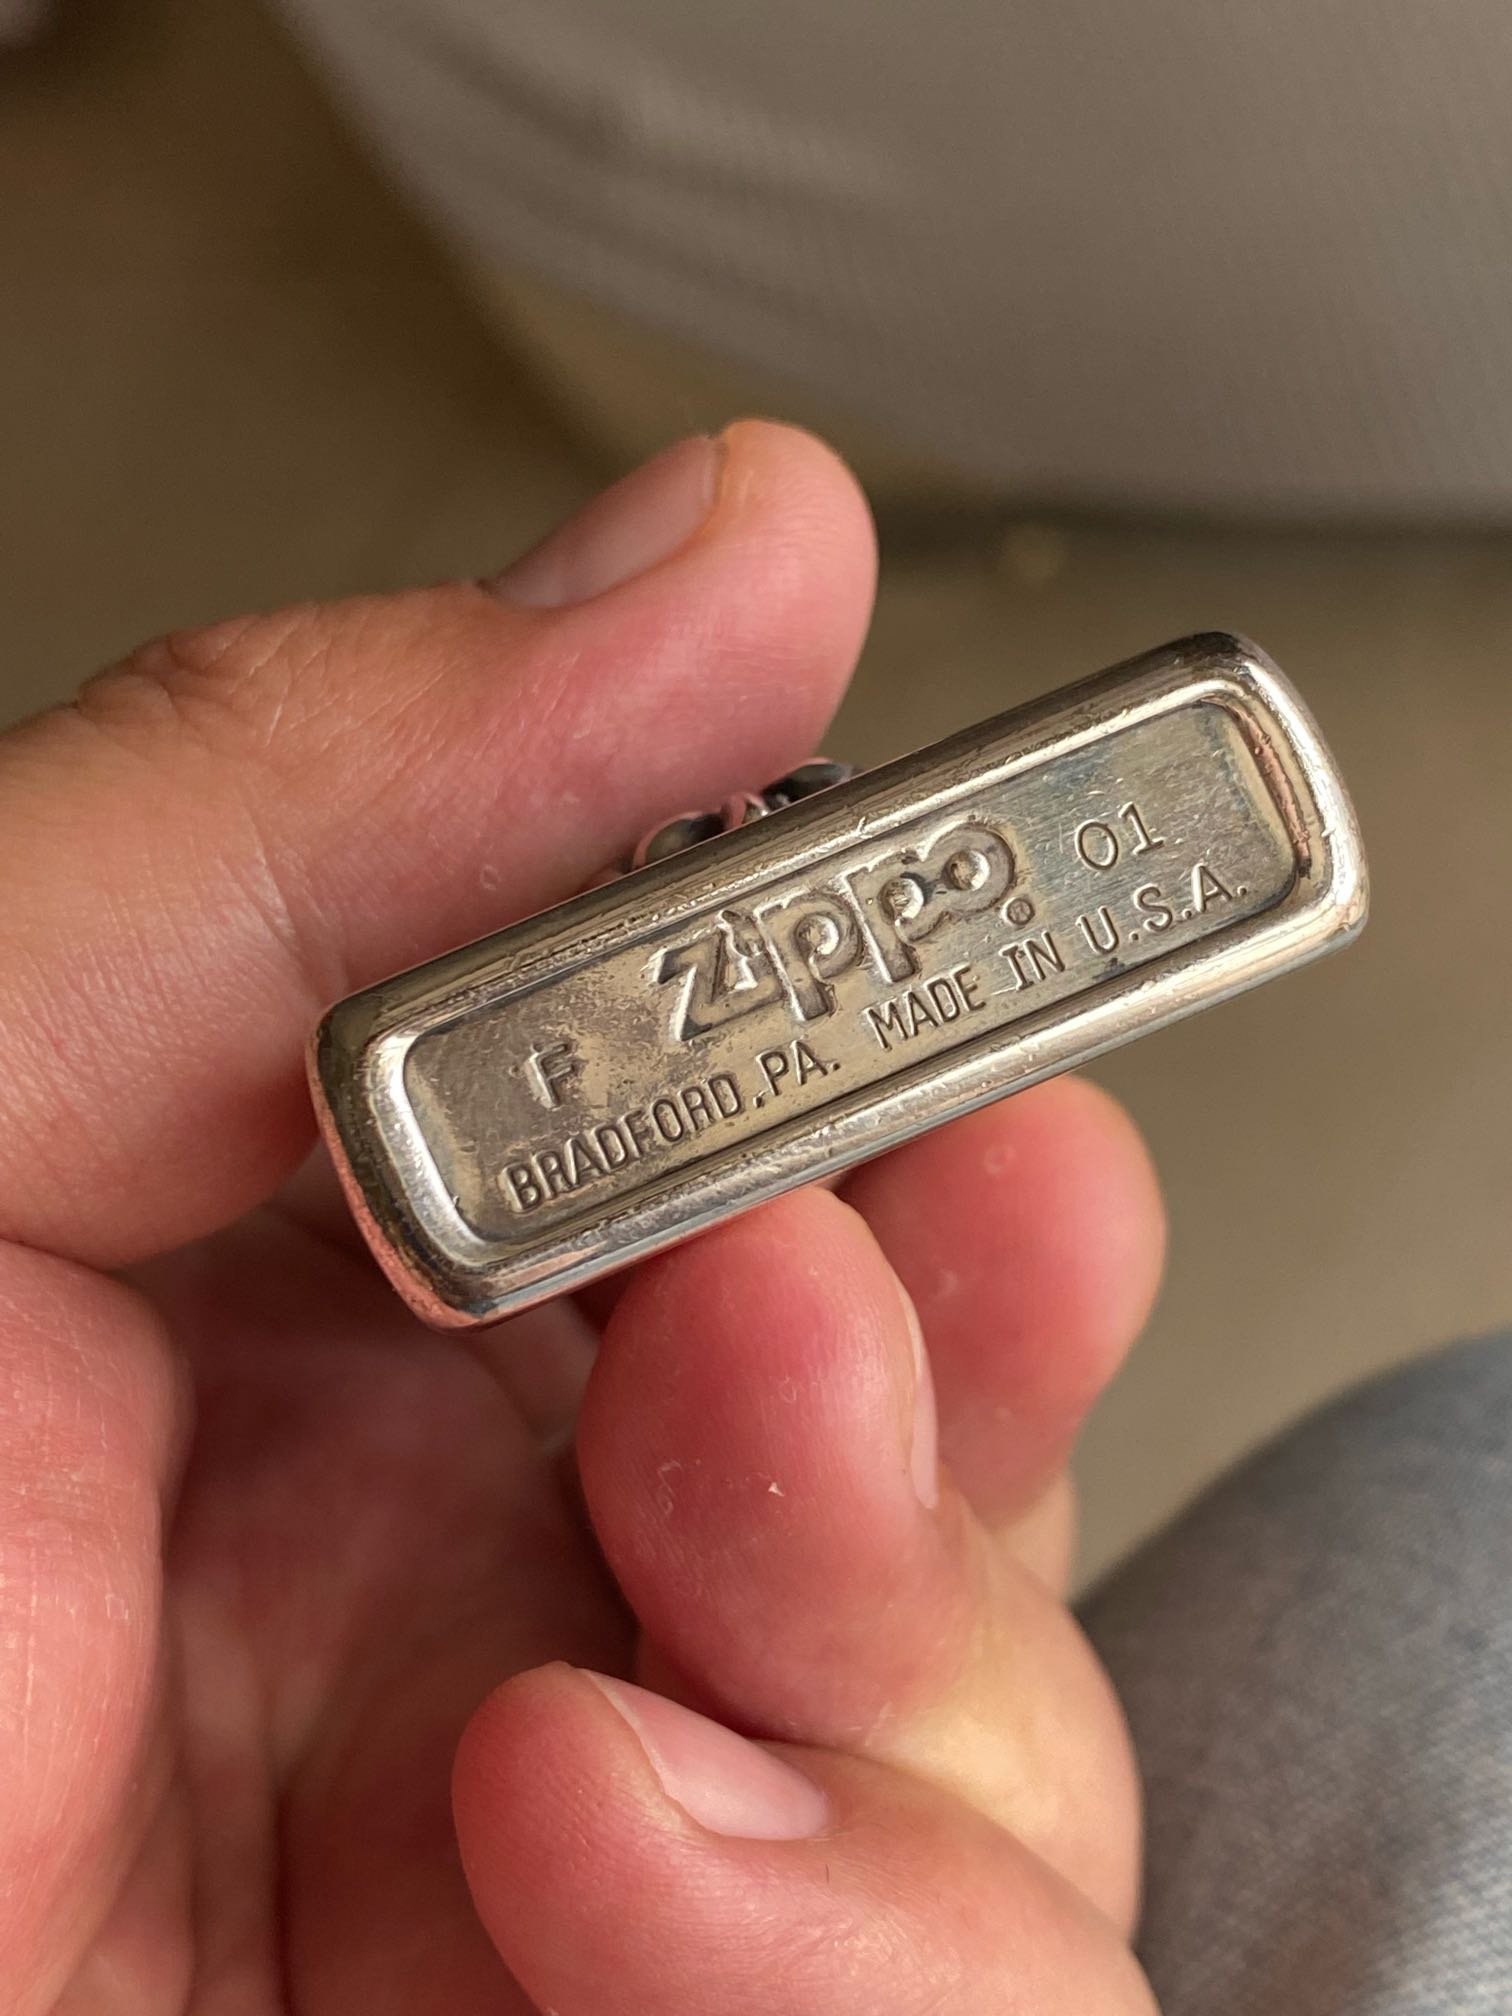 F zippo® 01
BRADFORD, PA. MADE IN U.S.A.